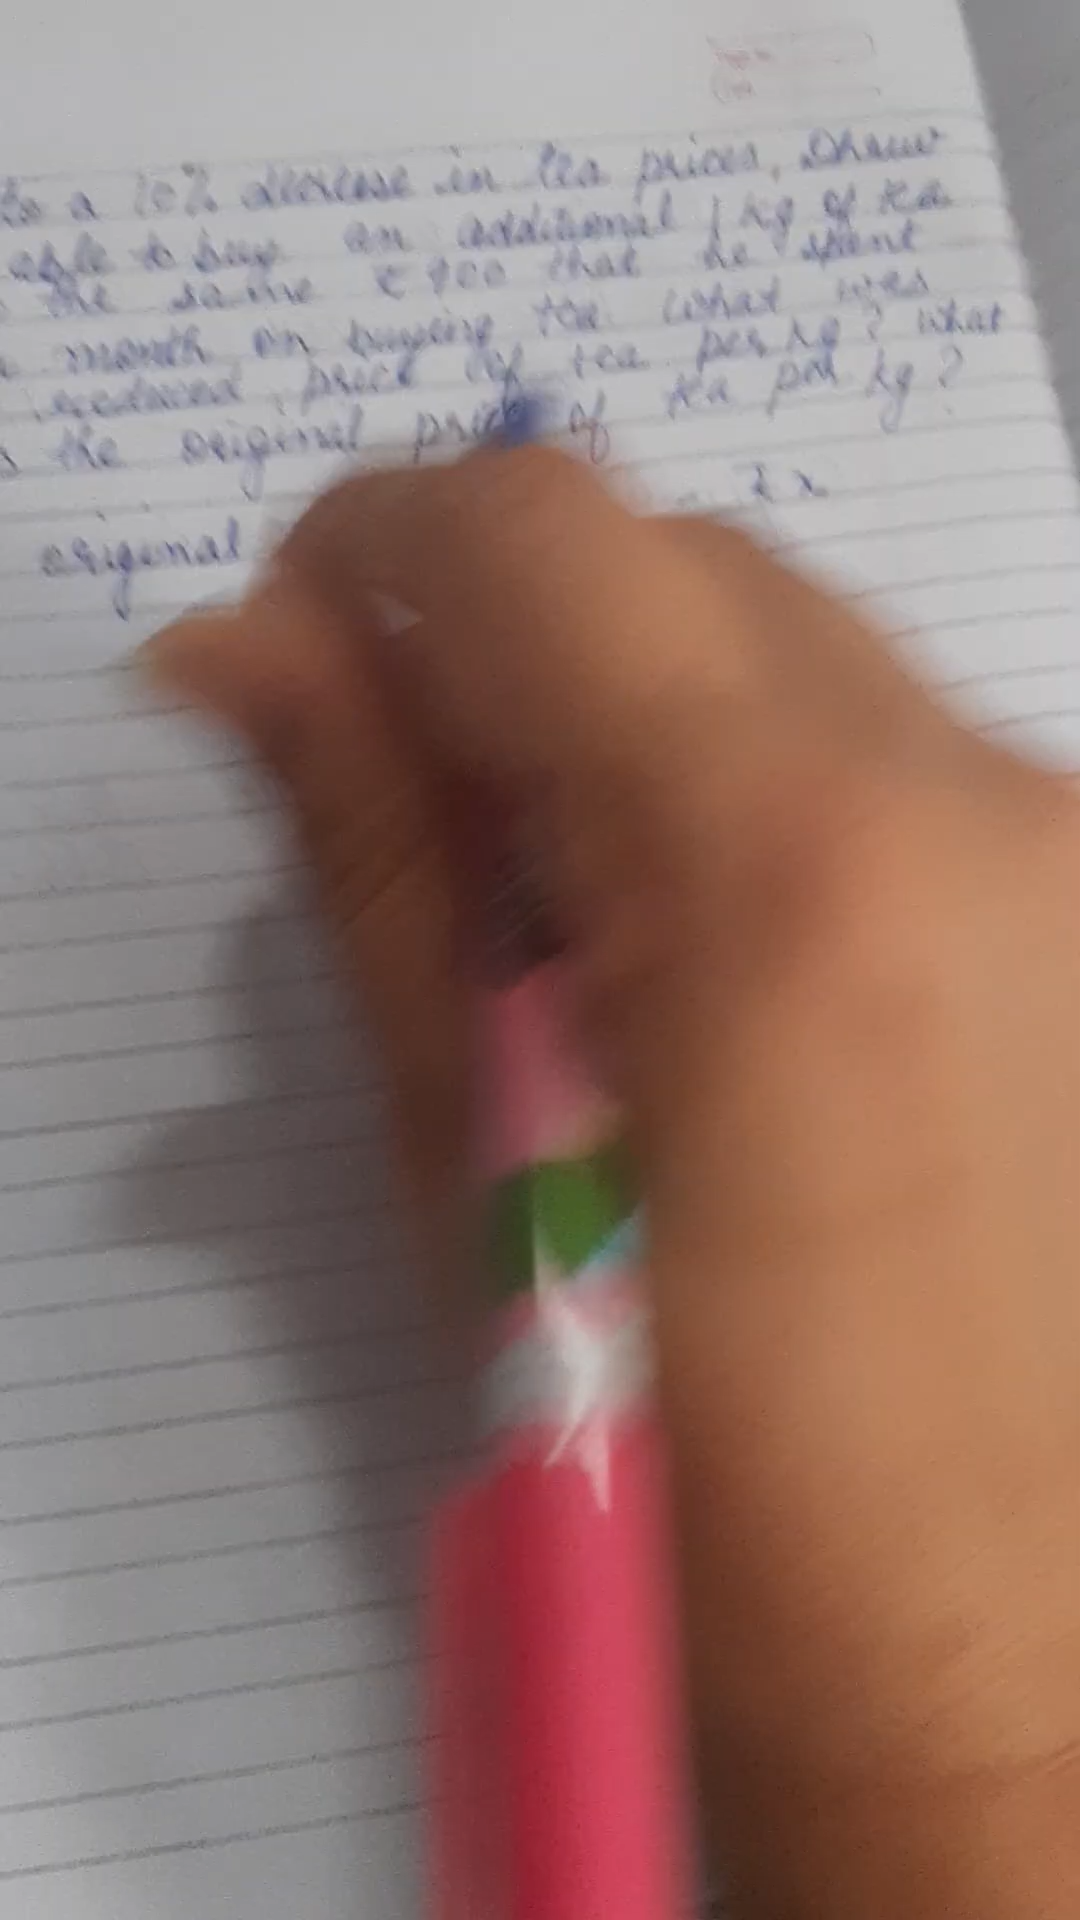 to a 10% decrease in tea prices, Dhruv
able to buy an additional 1 kg of tea
the same ₹900 that he spent
month on buying tea. What was
reduced price of tea per kg? What
the original price of tea per kg?
original ₹ x